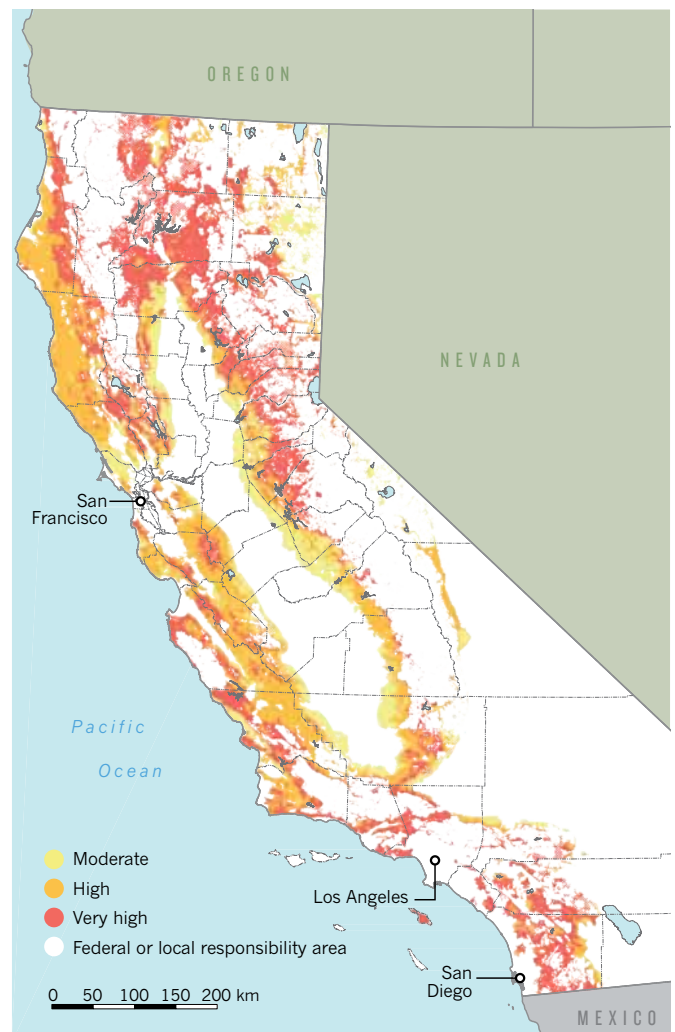 OREGON
NEVADA
San
Francisco
Pacific
Ocean
Moderate
High
Very high
Federal or local responsibility area
Los Angeles
San
Diego
0 50 100 150 200 km
MEXICO